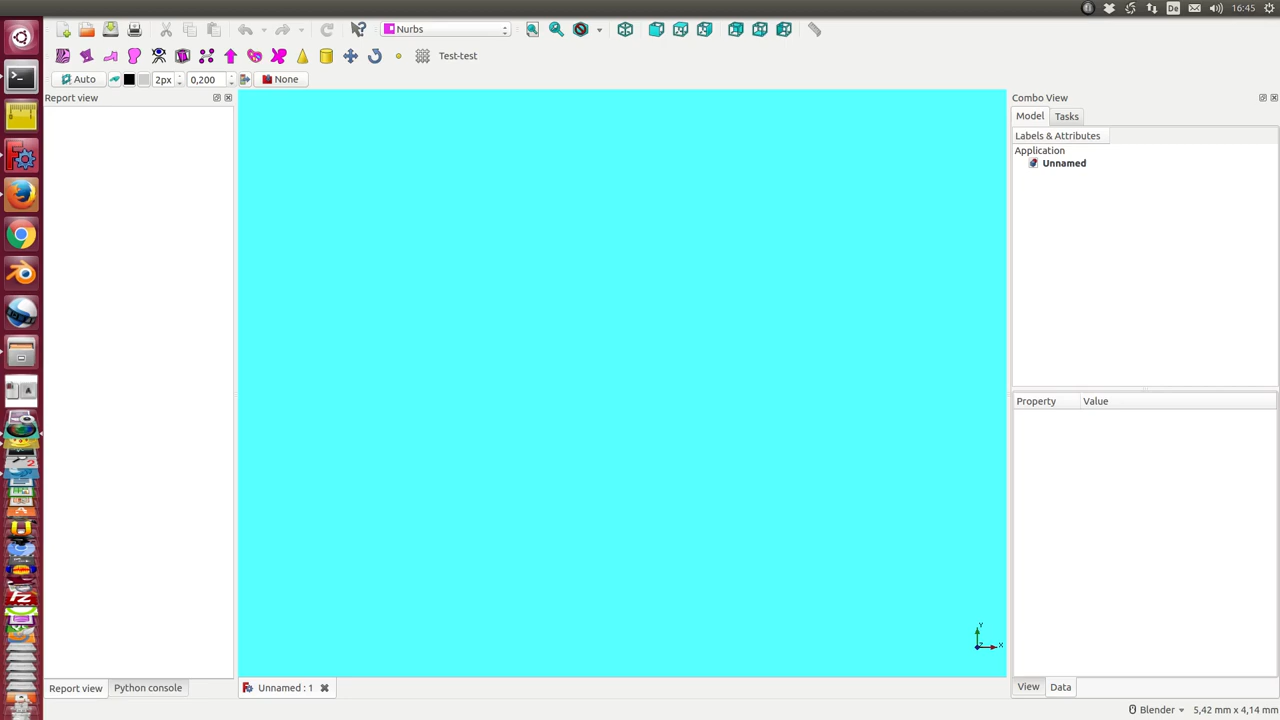 16:45
Nurbs
Test-test
Auto
2px
0,200
None
Report view
Combo View
Model
Tasks
Labels & Attributes
Application
Unnamed
Property
Value
Y
X
Report view
Python console
Unnamed : 1
View
Data
Blender
5,42 mm x 4,14 mm